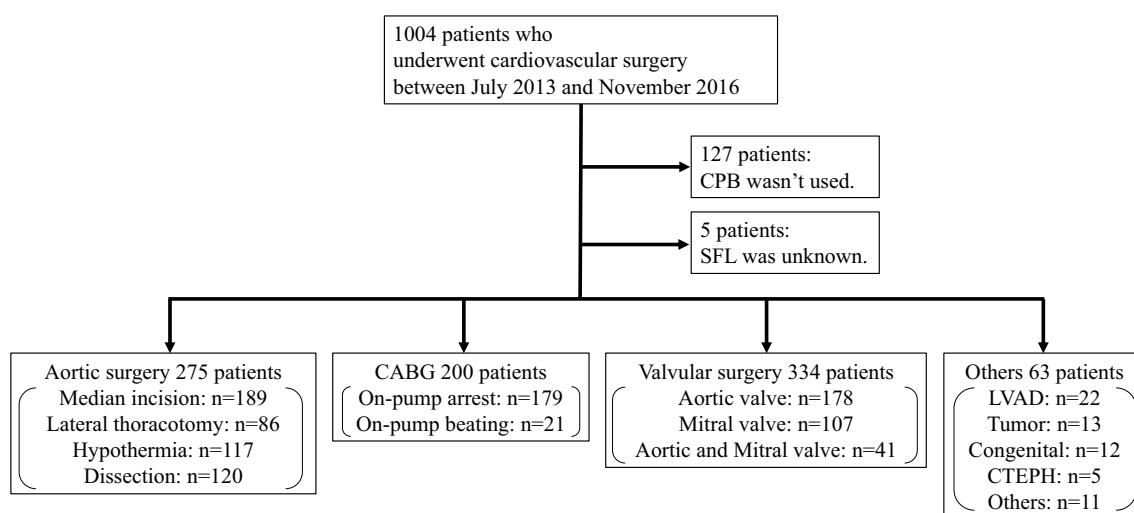 1004 patients who
underwent cardiovascular surgery
between July 2013 and November 2016
127 patients:
CPB wasn't used.
5 patients:
SFL was unknown.
Aortic surgery 275 patients
Median incision: n=189
Lateral thoracotomy: n=86
Hypothermia: n=117
Dissection: n=120
CABG 200 patients
On-pump arrest: n=179
On-pump beating: n=21
Valvular surgery 334 patients
Aortic valve: n=178
Mitral valve: n=107
Aortic and Mitral valve: n=41
Others 63 patients
LVAD: n=22
Tumor: n=13
Congenital: n=12
CTEPH: n=5
Others: n=11